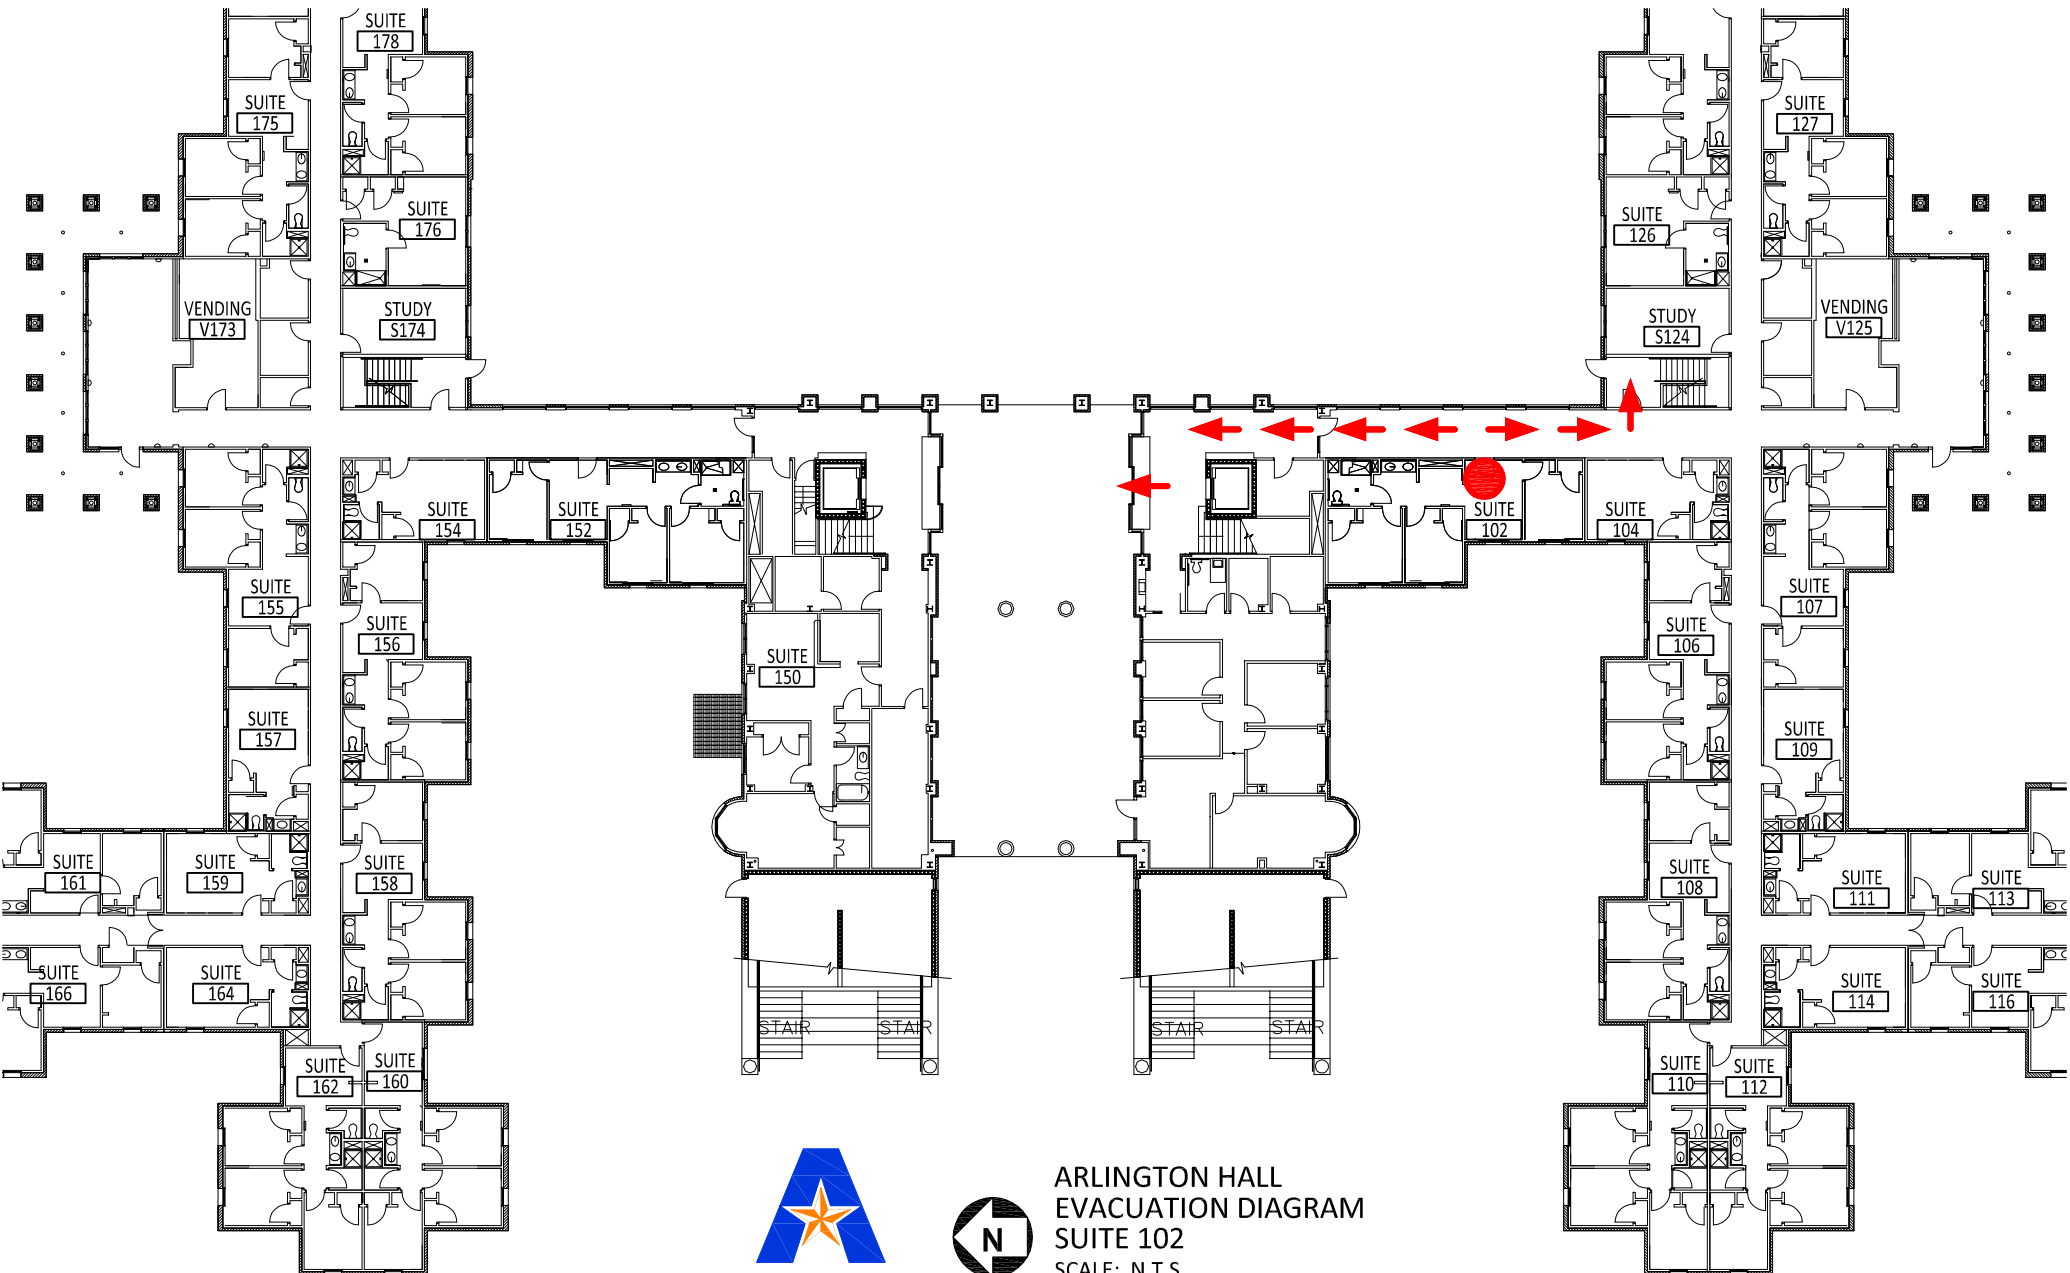 SUITE
178
SUITE
175
SUITE
127
SUITE
176
SUITE
126
VENDING
V173
STUDY
S174
STUDY
S124
VENDING
V125
SUITE
154
SUITE
152
SUITE
102
SUITE
104
SUITE
155
SUITE
156
SUITE
150
SUITE
106
SUITE
107
SUITE
157
SUITE
109
SUITE
161
SUITE
159
SUITE
158
SUITE
108
SUITE
111
SUITE
113
SUITE
166
SUITE
164
SUITE
114
SUITE
116
STAIR
STAIR
STAIR
STAIR
SUITE
162
SUITE
160
SUITE
110
SUITE
112
N
ARLINGTON HALL
EVACUATION DIAGRAM
SUITE 102
SCALE: N.T.S.